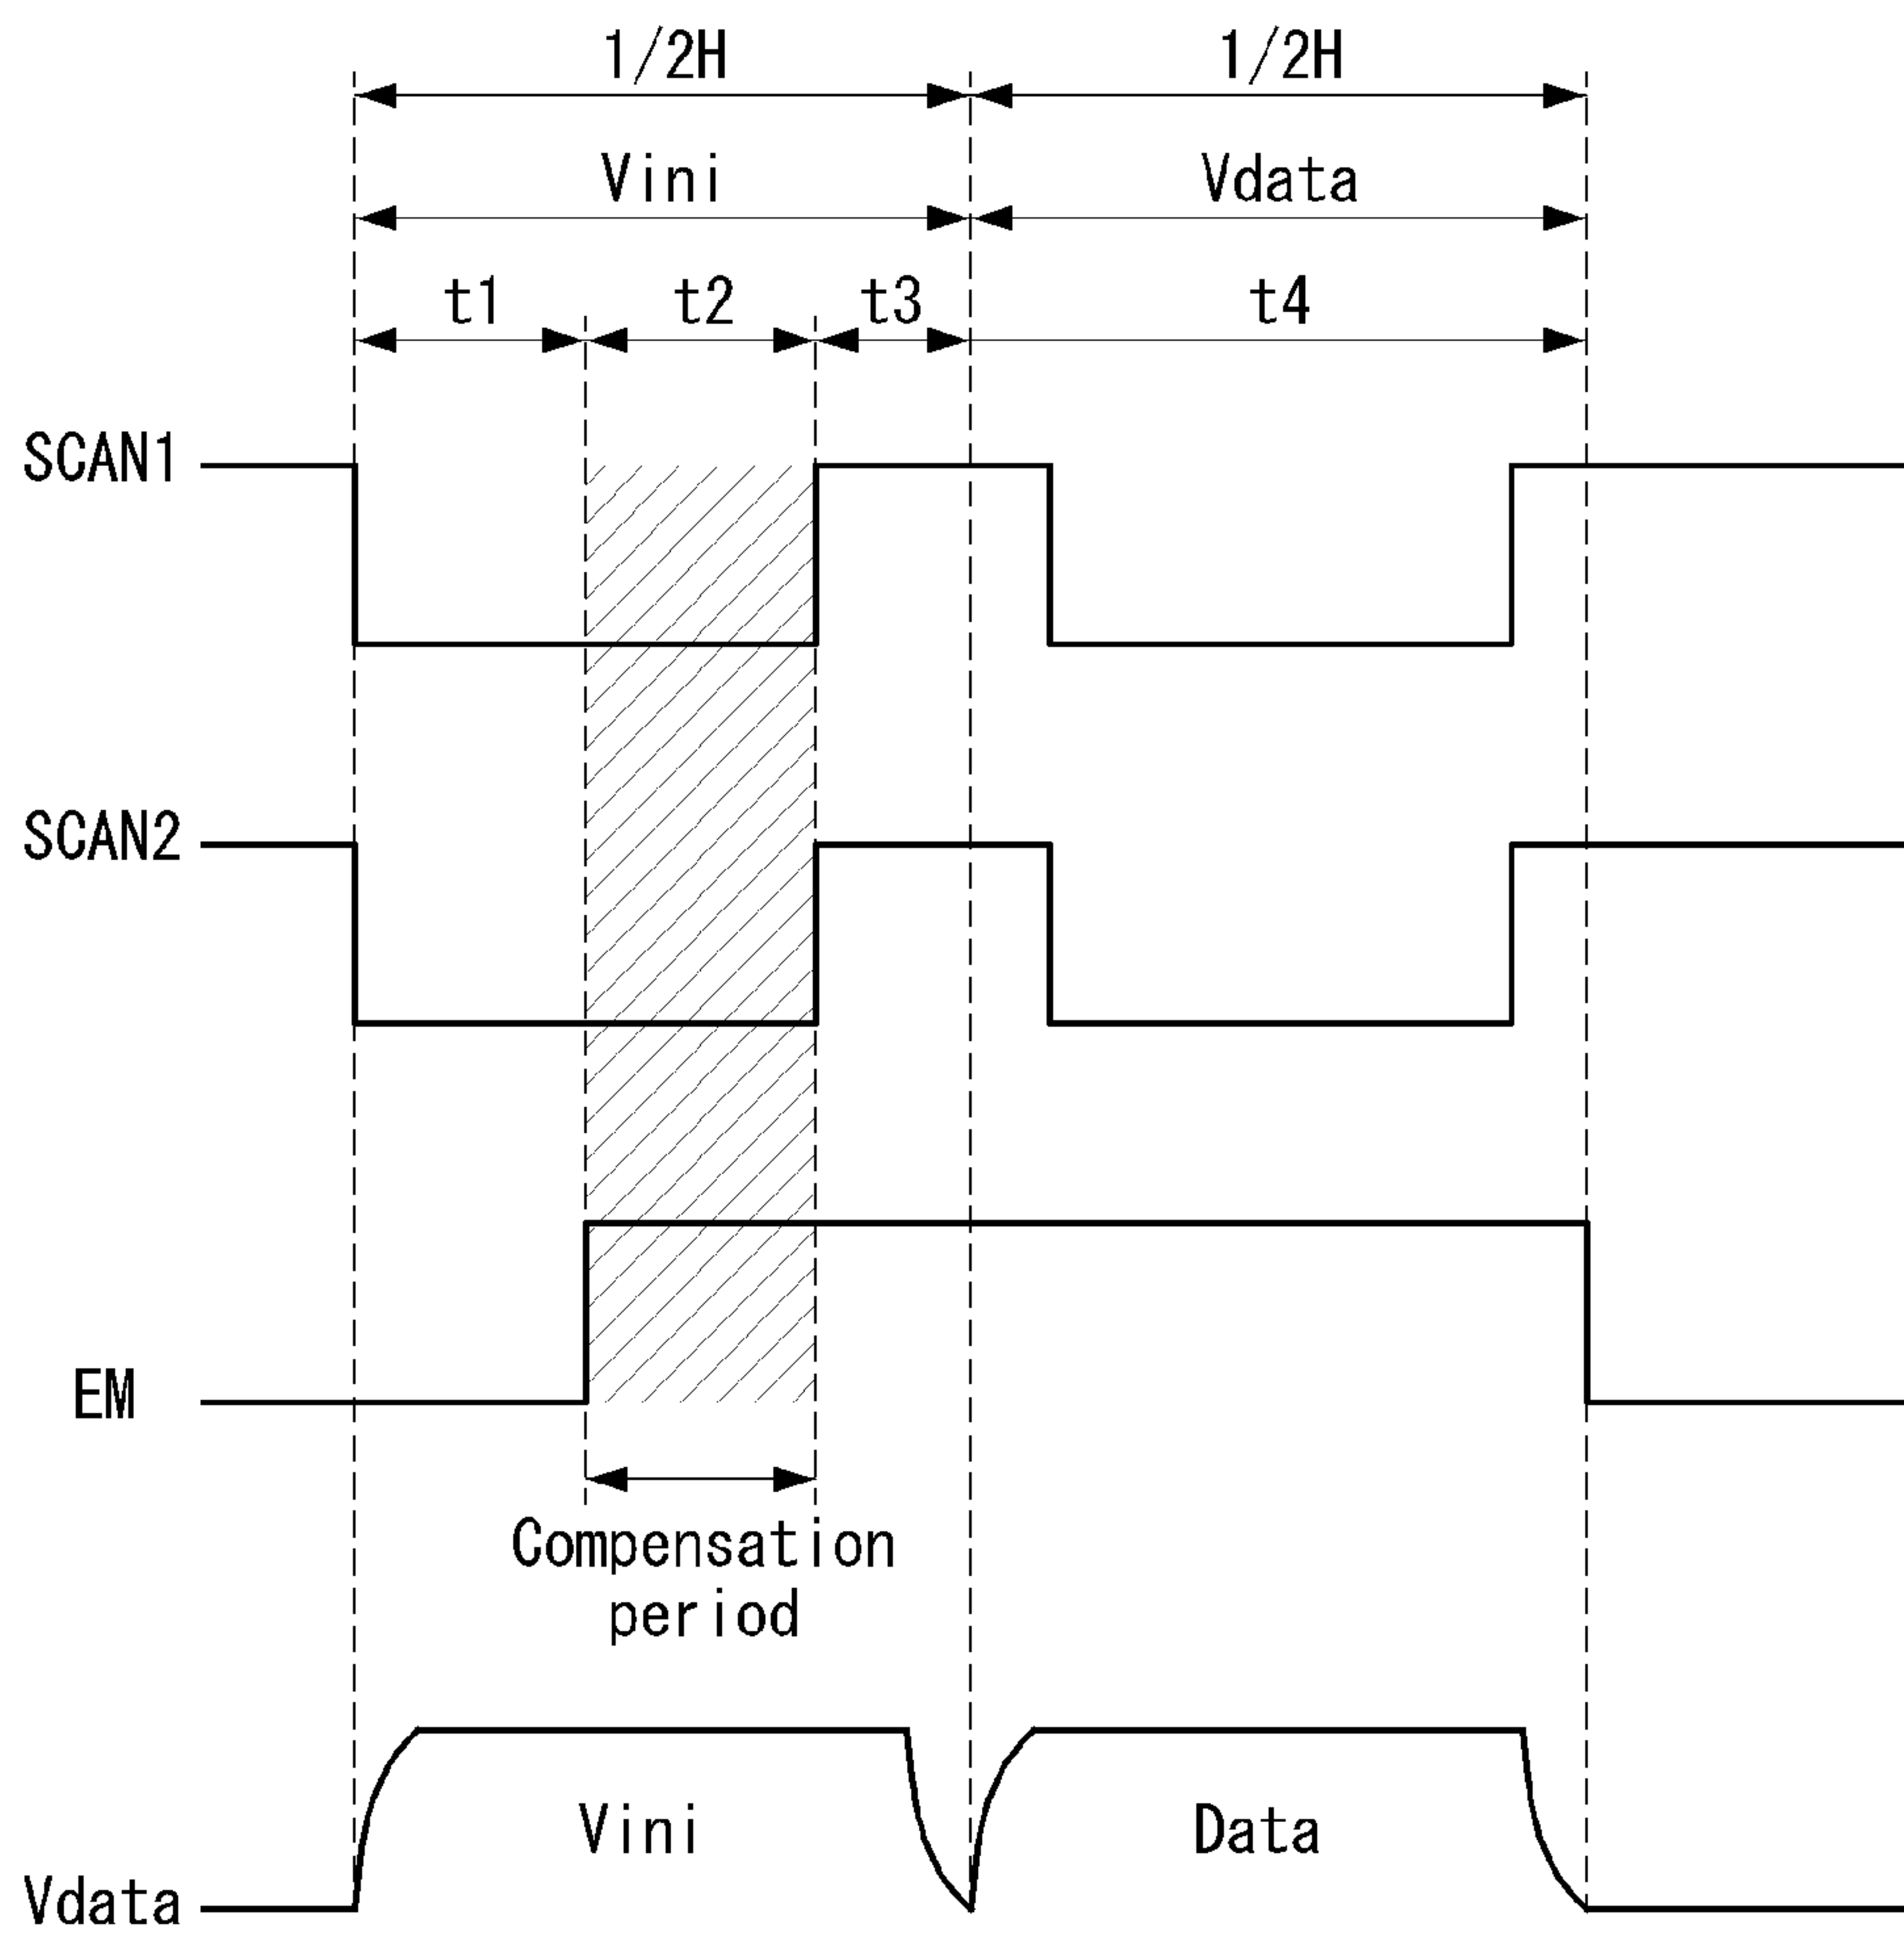 1/2H 1/2H
Vini Vdata
t1 t2 t3 t4
SCAN1
SCAN2
EM
Compensation
period
Vini Data
Vdata